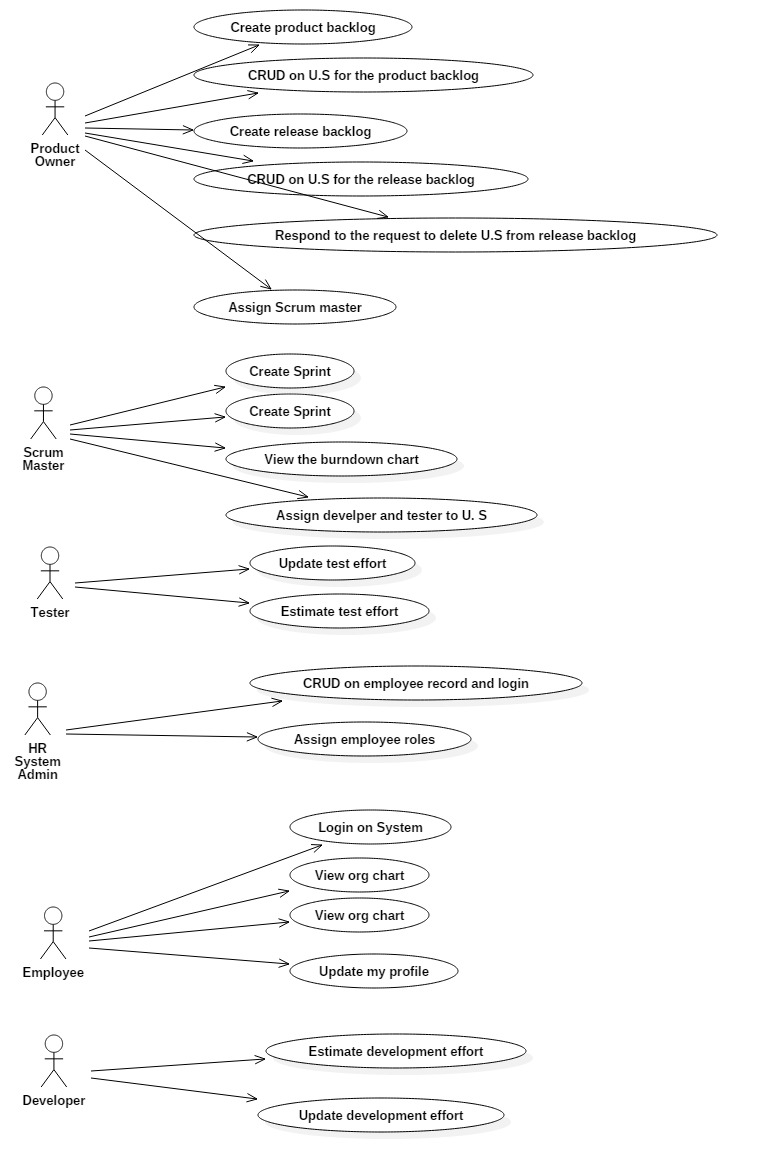 Create product backlog
CRUD on U.S for the product backlog
Product
Owner
Create release backlog
CRUD on U.S for the release backlog
Respond to the request to delete U.S from release backlog
Assign Scrum master
Create Sprint
Create Sprint
Scrum
Master
View the burndown chart
Assign develper and tester to U. S
Update test effort
Tester
Estimate test effort
CRUD on employee record and login
HR
System
Admin
Assign employee roles
Login on System
View org chart
View org chart
Employee
Update my profile
Estimate development effort
Developer
Update development effort